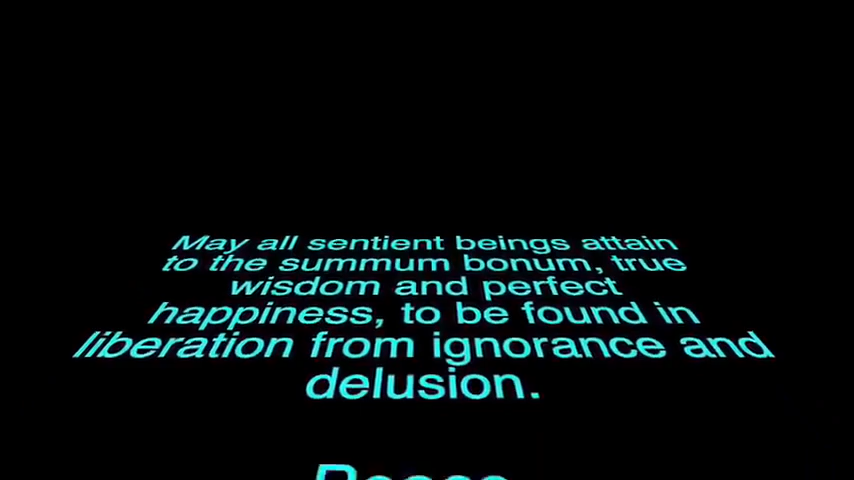 May all sentient beings attain
to the summum bonum, true
wisdom and perfect
happiness, to be found in
liberation from ignorance and
delusion.